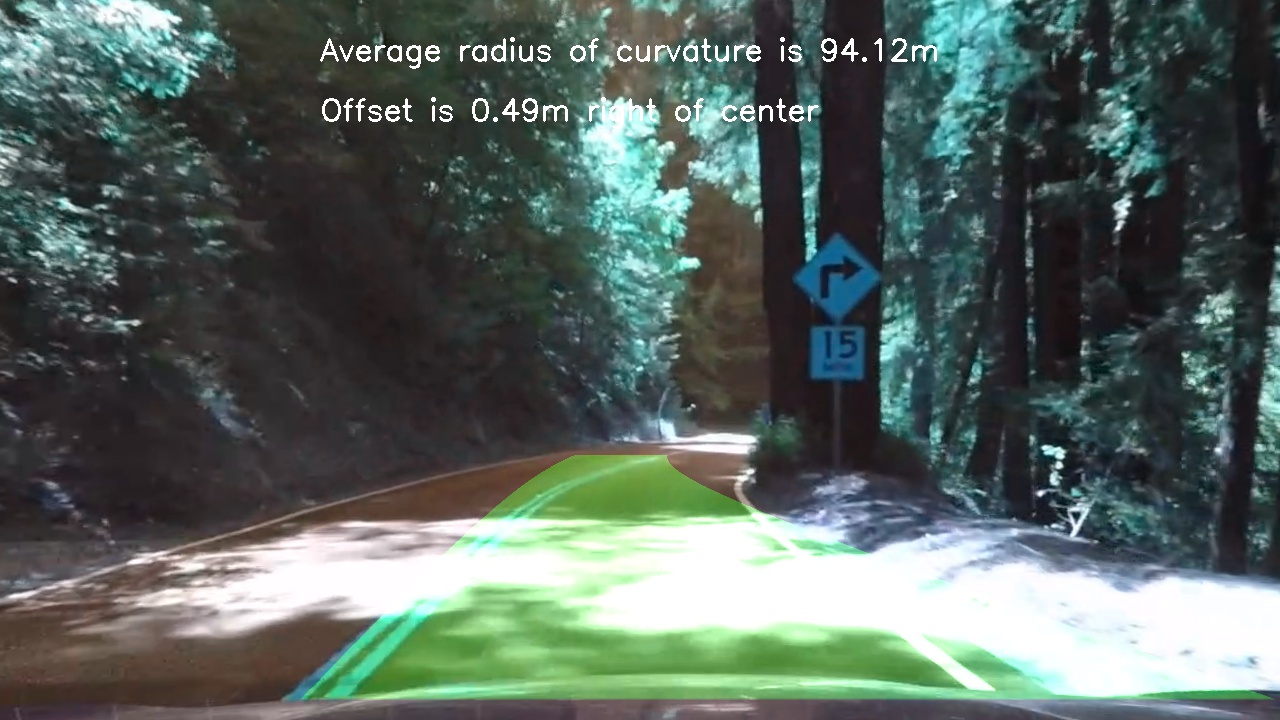 Average radius of curvature is 94.12m
Offset is 0.49m right of center
15